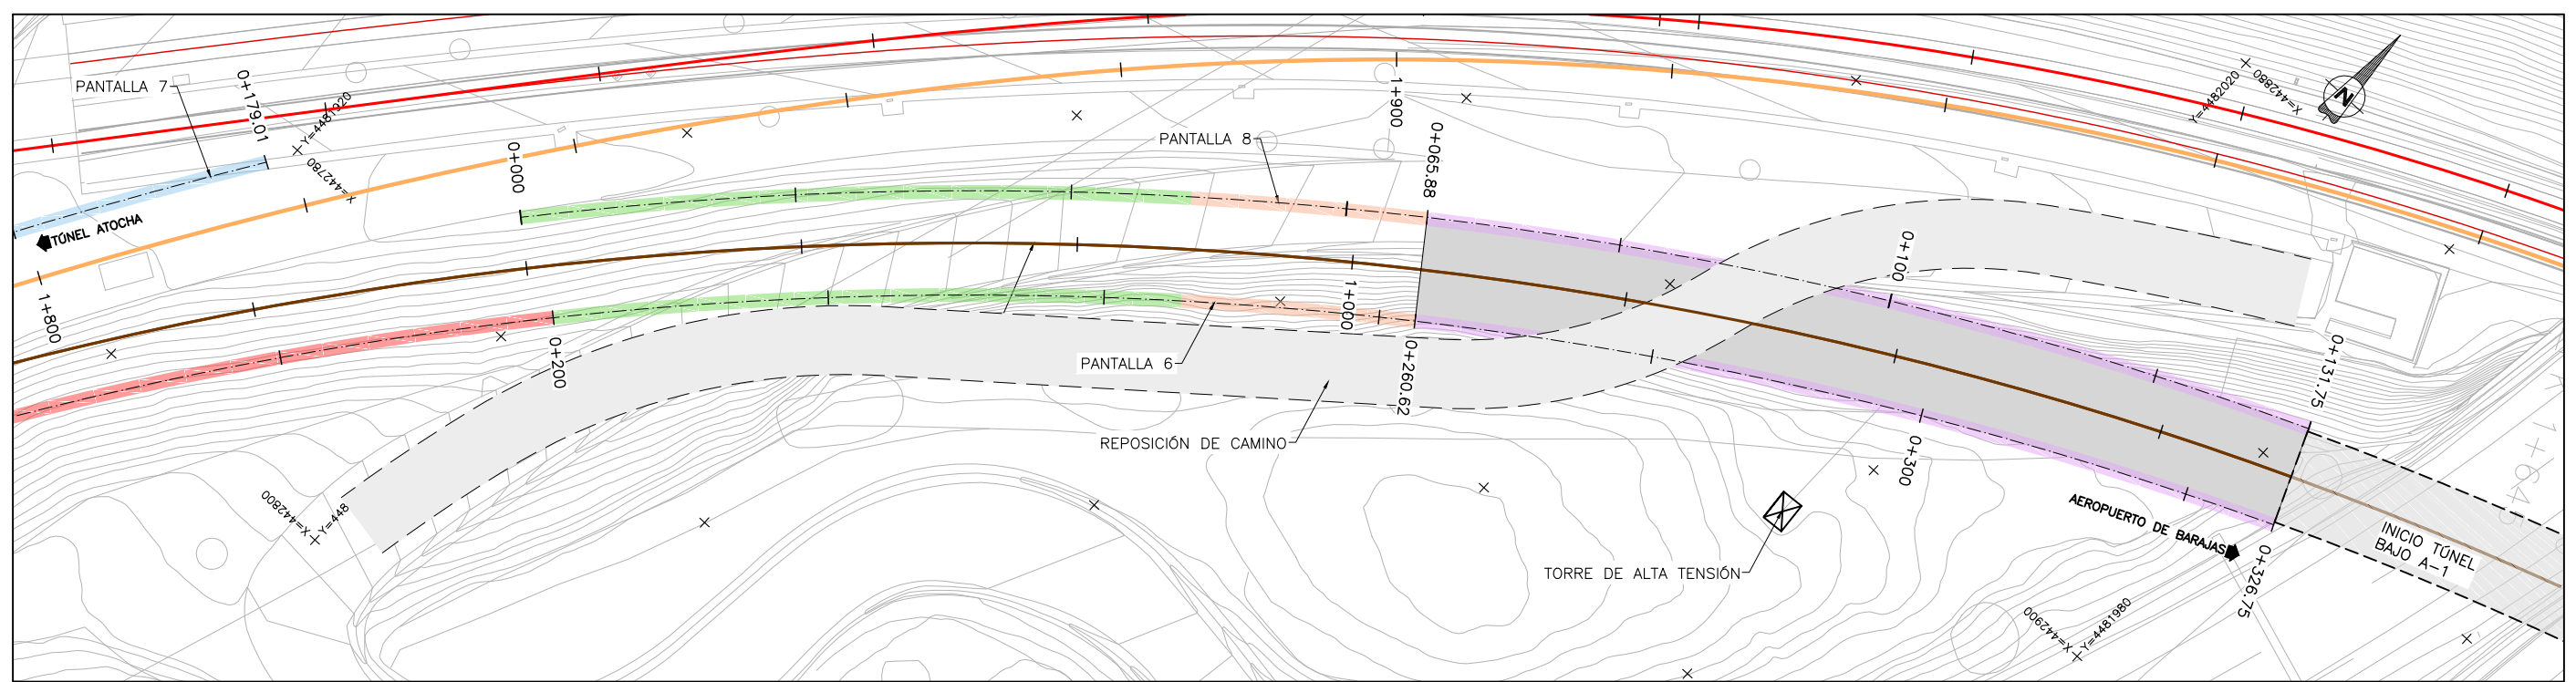 PANTALLA 7
0+179.01
Y=4481920
X=442780
TÚNEL ATOCHA
1+800
0+000
PANTALLA 8
1+900
0+065.88
Y=4482020
X=442880
N
0+100
0+131.75
1+000
0+200
PANTALLA 6
0+260.62
REPOSICIÓN DE CAMINO
0+300
X=442800
Y=448
TORRE DE ALTA TENSIÓN
AEROPUERTO DE BARAJAS
0+326.75
INICIO TÚNEL
BAJO A-1
X=442900
Y=4481980